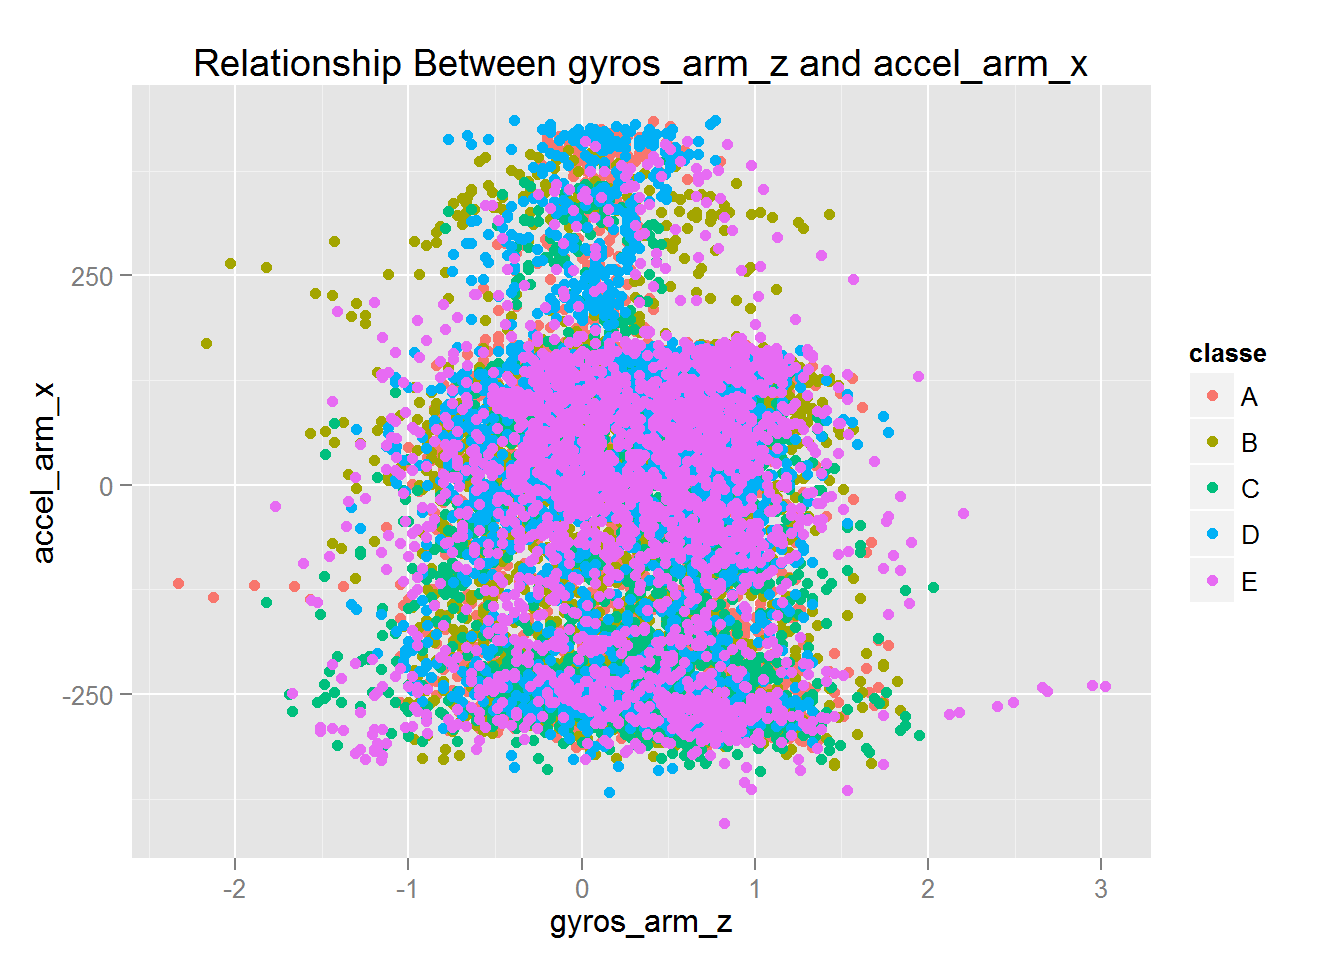 Relationship Between gyros_arm_z and accel_arm_x
accel_arm_x
250
0
-250
-2
-1
0
1
2
3
gyros_arm_z
classe
A
B
C
D
E